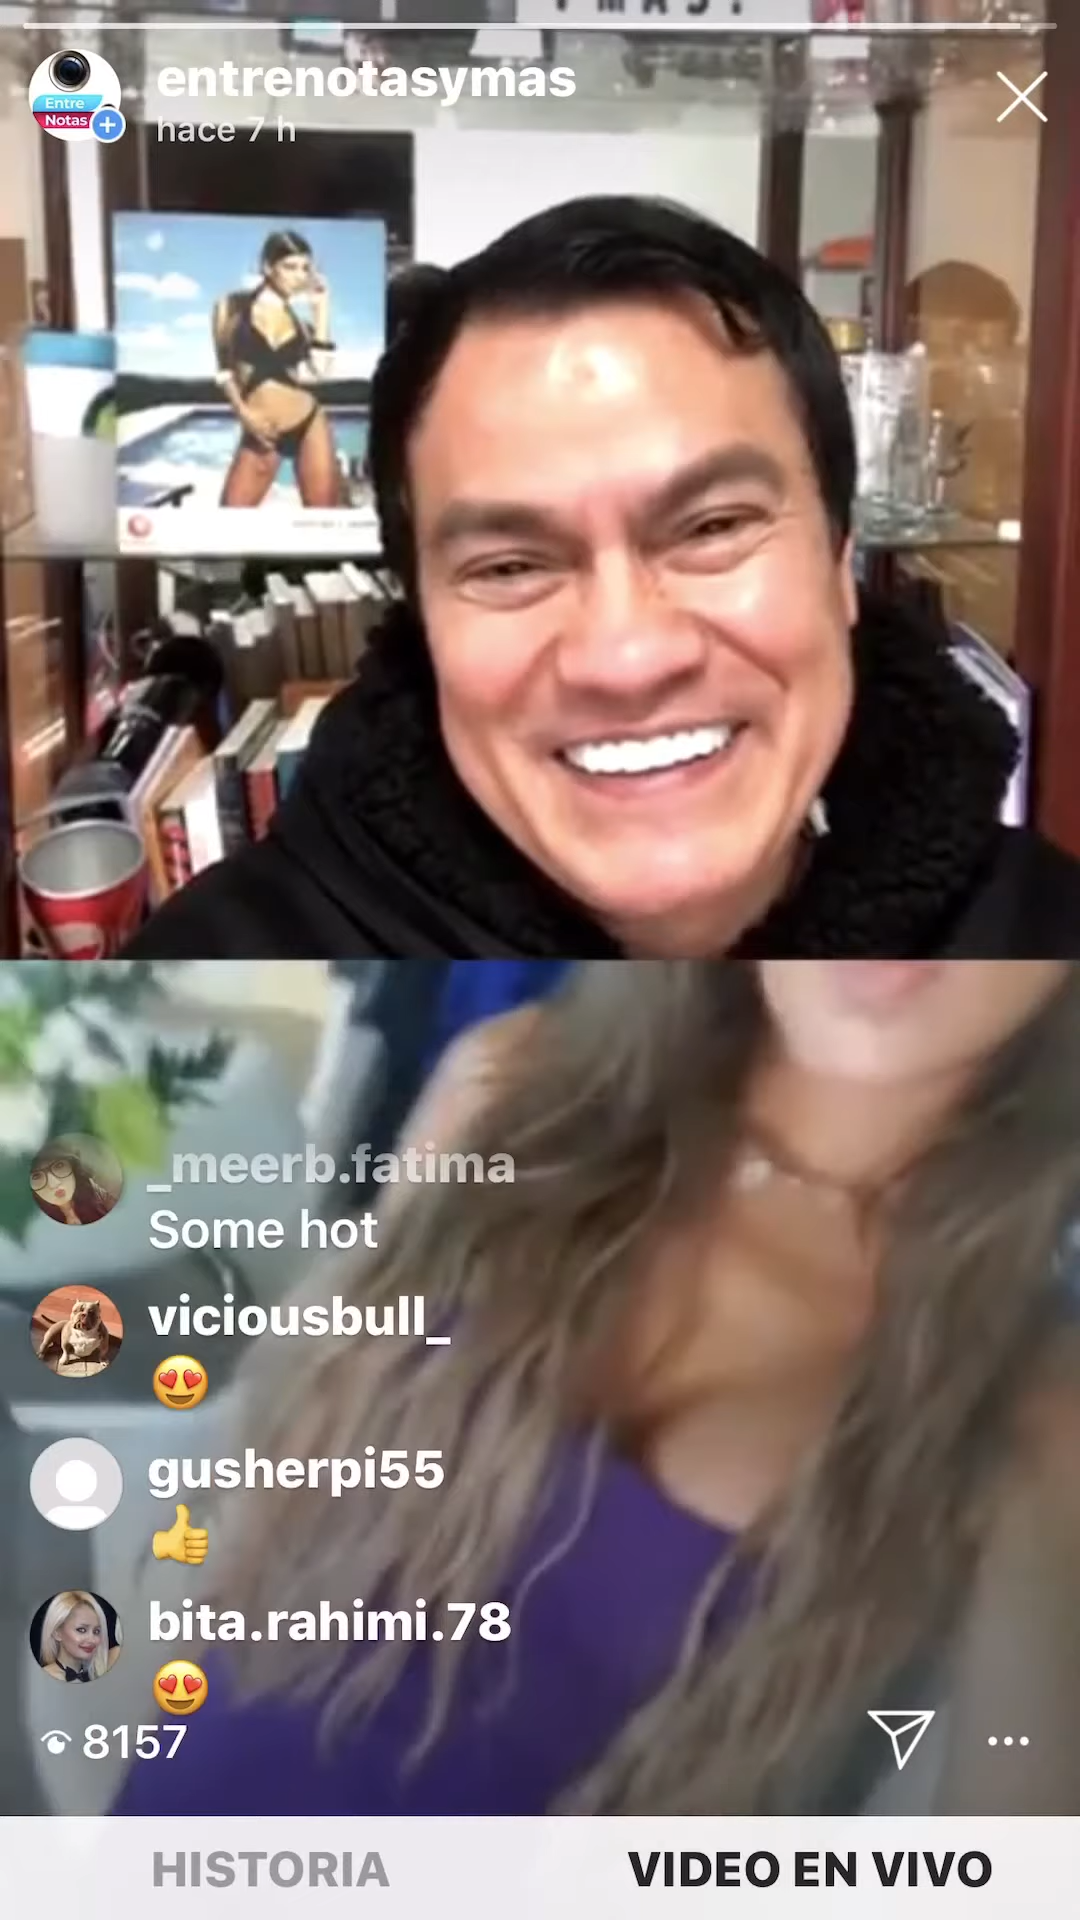 Y MÁS!
entrenotasymas
Entre
Notas
hace 7 h
_meerb.fatima
Some hot
viciousbull_
😍
gusherpi55
👍
bita.rahimi.78
😍
8157
HISTORIA
VIDEO EN VIVO